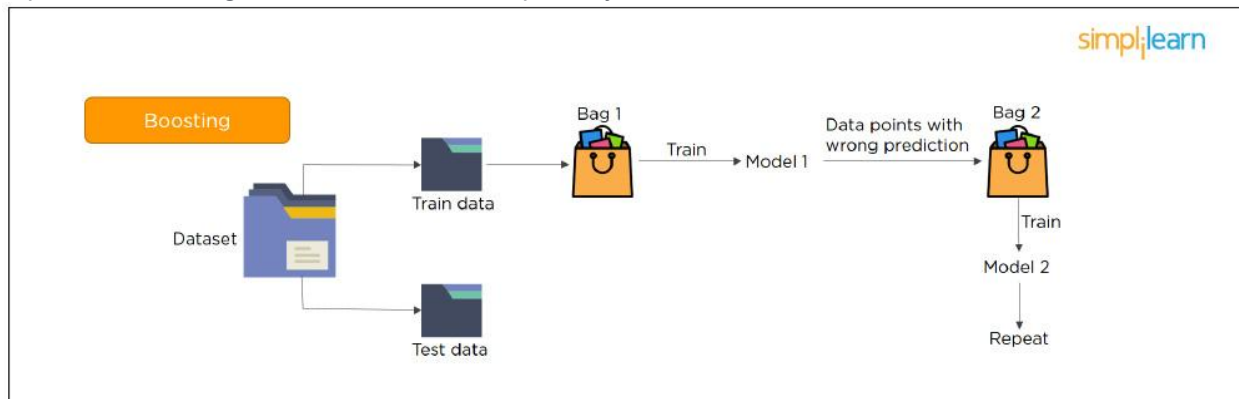 simplilearn
Boosting
Bag 1
Bag 2
Data points with
wrong prediction
Train
Model 1
Train data
Dataset
Train
Model 2
Test data
Repeat